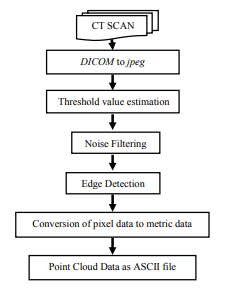 CT SCAN
DICOM to jpeg
Threshold value estimation
Noise Filtering
Edge Detection
Conversion of pixel data to metric data
Point Cloud Data as ASCII file